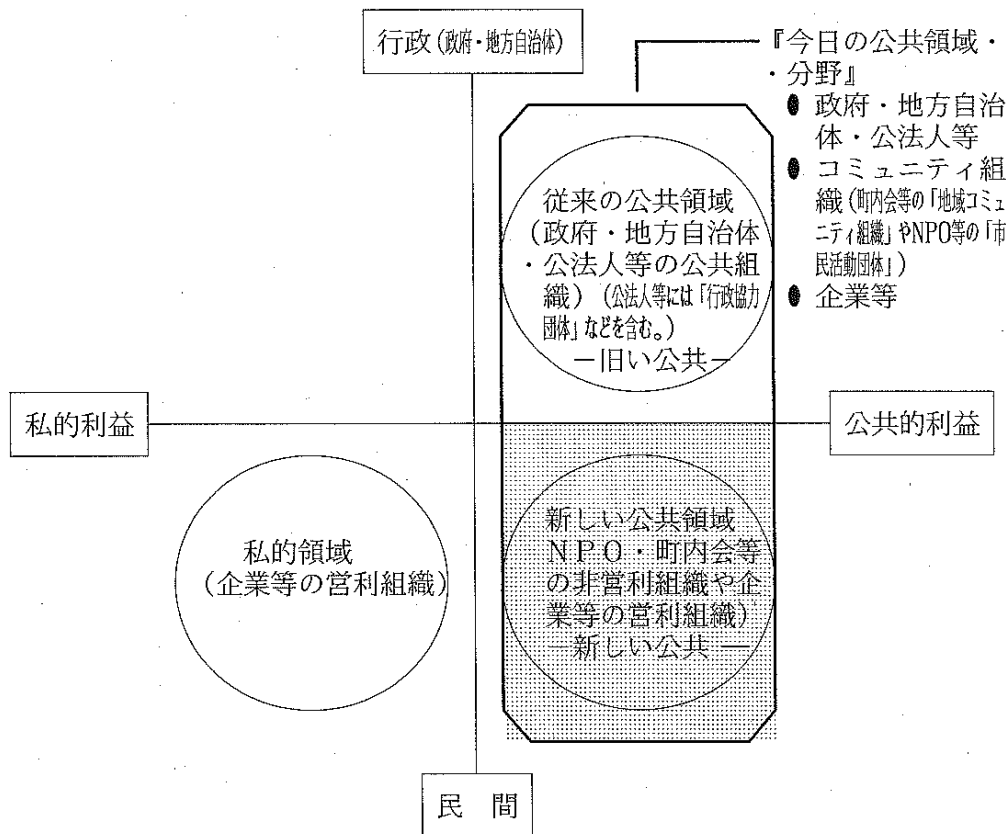 行政(政府・地方自治体)
『今日の公共領域・
・分野』
● 政府・地方自治
体・公法人等
● コミュニティ組
織(町内会等の「地域コミュ
ニティ組織」やNPO等の「市
民活動団体」)
● 企業等
従来の公共領域
(政府・地方自治体
・公法人等の公共組
織)(公法人等には「行政協力
団体」などを含む。)
―旧い公共―
私的利益
公共的利益
私的領域
(企業等の営利組織)
新しい公共領域
NPO・町内会等
の非営利組織や企
業等の営利組織)
―新しい公共―
民 間